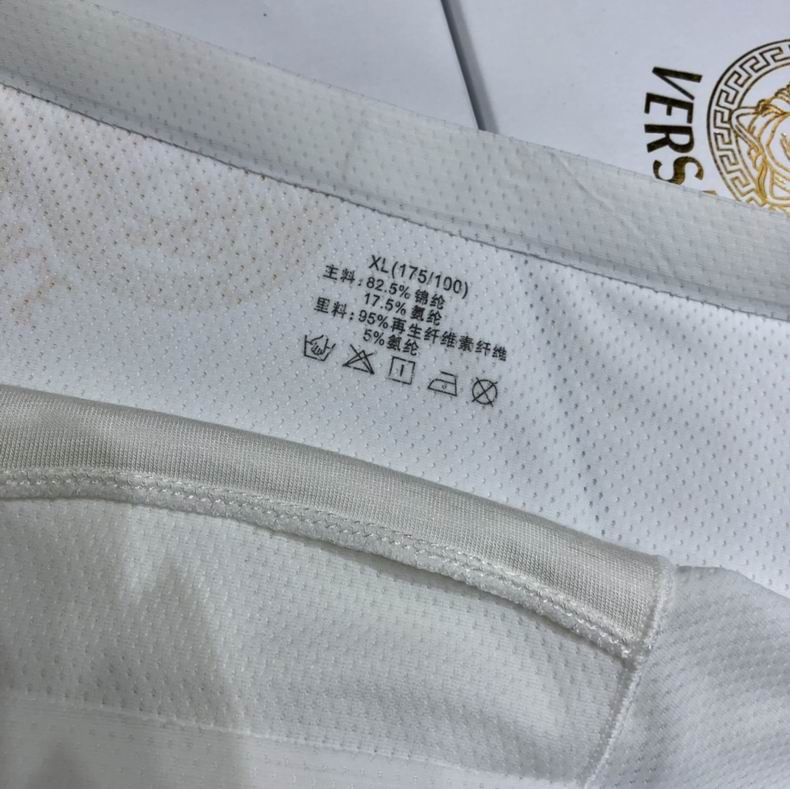 VERS
XL(175/100)
主料：82.5% 锦纶
17.5% 氨纶
里料：95%再生纤维素纤维
5%氨纶